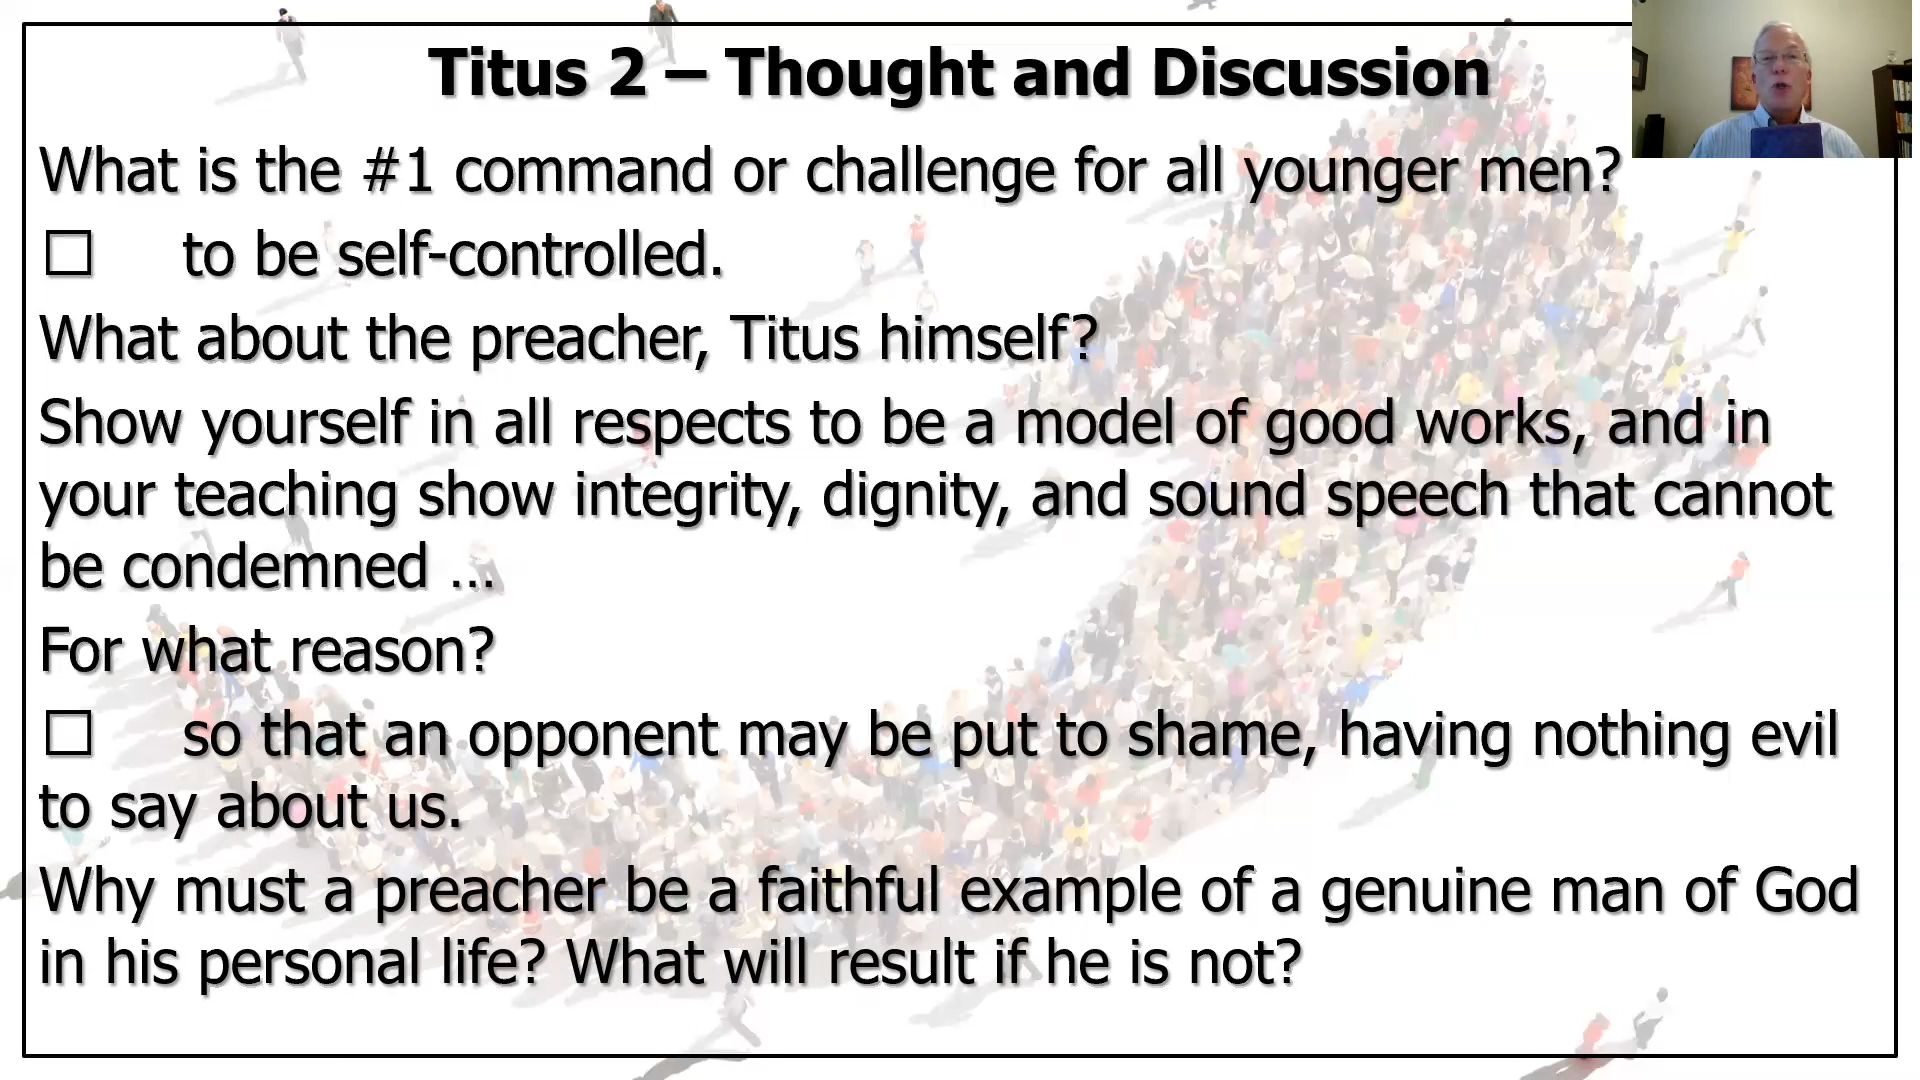 Titus 2 – Thought and Discussion
What is the #1 command or challenge for all younger men?
☐ to be self-controlled.
What about the preacher, Titus himself?
Show yourself in all respects to be a model of good works, and in
your teaching show integrity, dignity, and sound speech that cannot
be condemned …
For what reason?
☐ so that an opponent may be put to shame, having nothing evil
to say about us.
Why must a preacher be a faithful example of a genuine man of God
in his personal life? What will result if he is not?